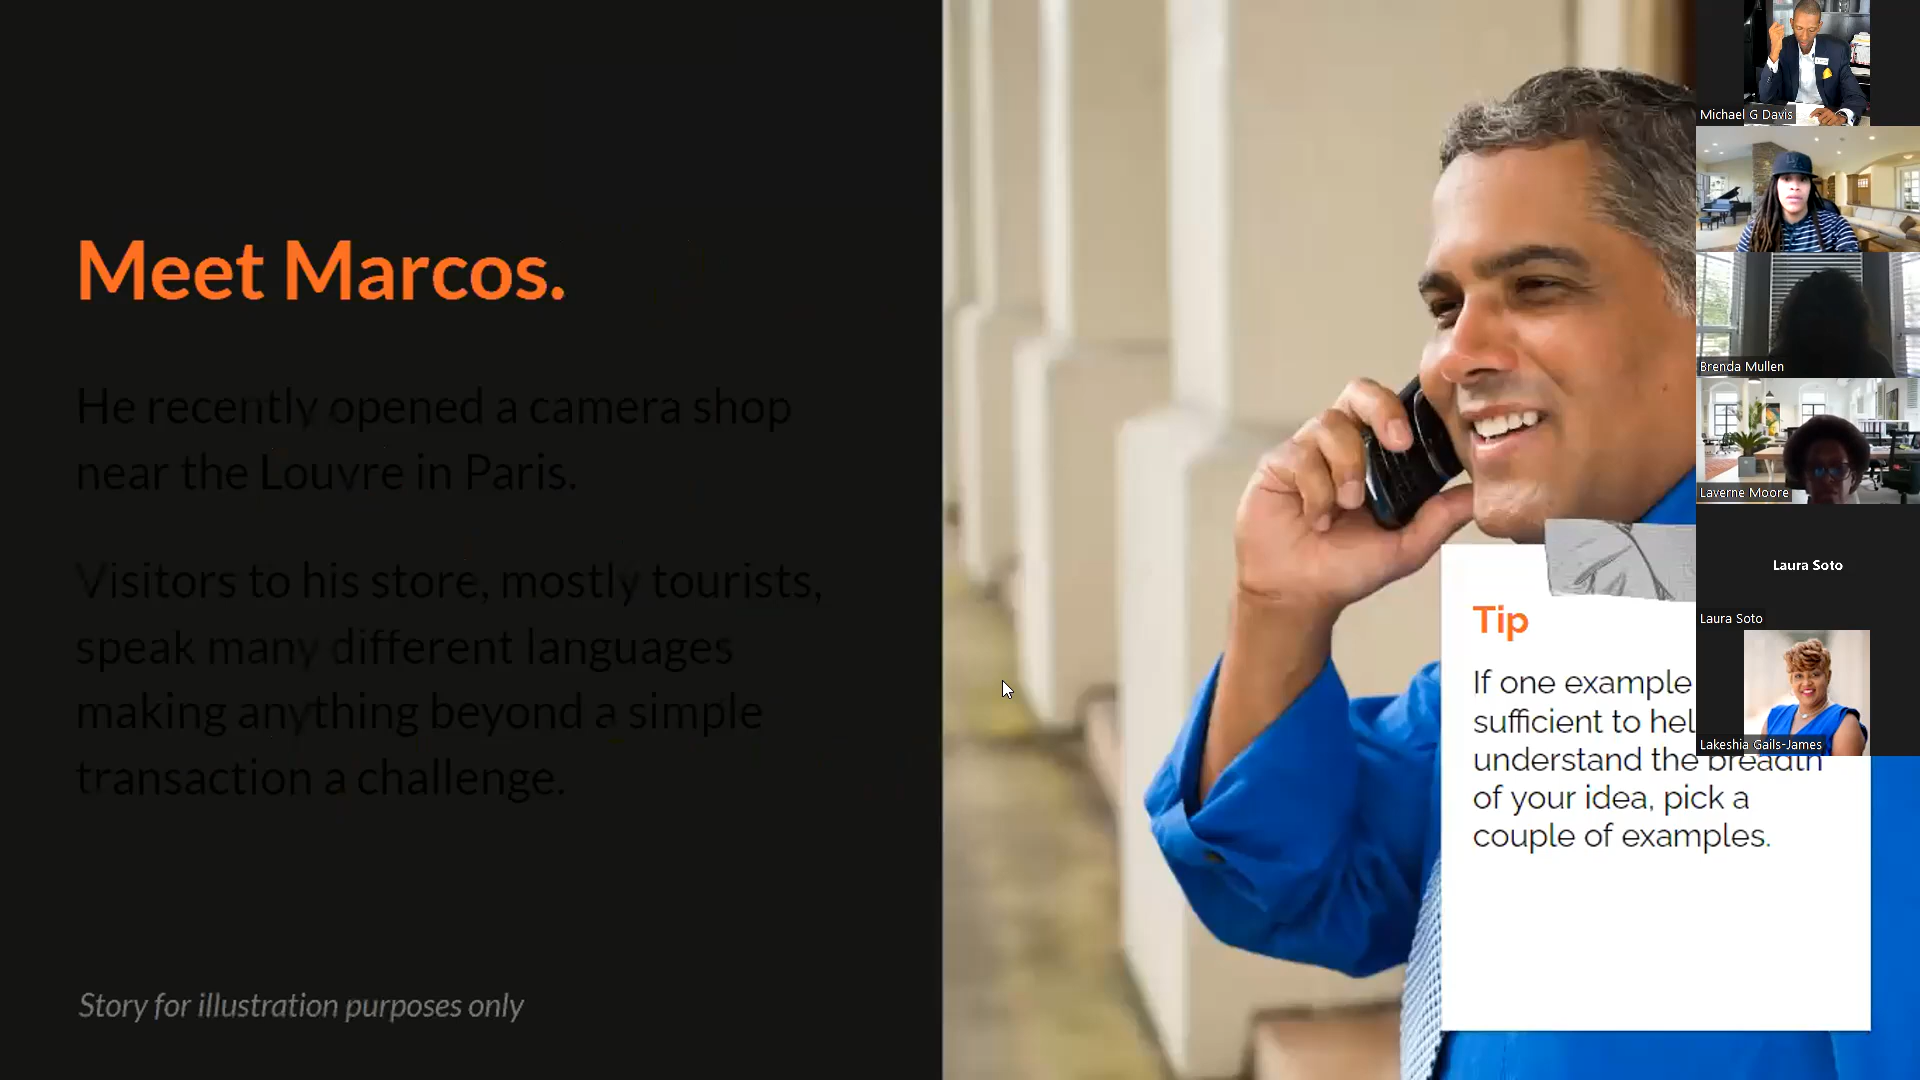 Meet Marcos.
He recently opened a camera shop
near the Louvre in Paris.
Visitors to his store, mostly tourists,
speak many different languages
making anything beyond a simple
transaction a challenge.
Story for illustration purposes only
Tip
If one example
sufficient to
understand the breadth
of your idea, pick a
couple of examples.
Michael G Davis
Brenda Mullen
Laverne Moore
Laura Soto
Laura Soto
Lakeshia Gails-James